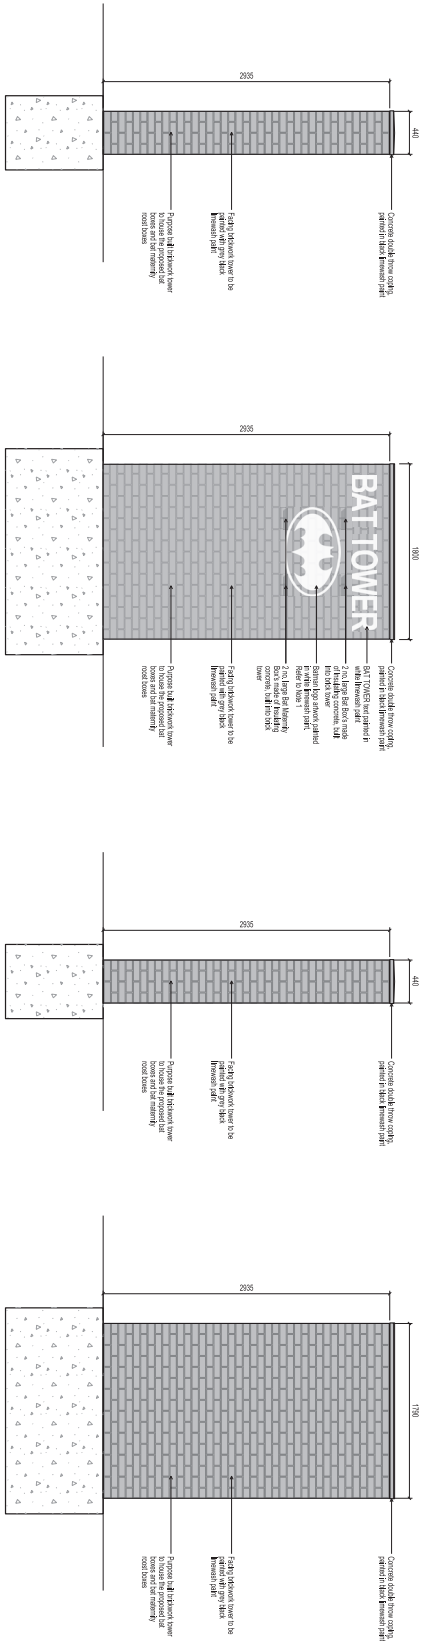 2935
440
Concrete double throw coping,
painted in black limewash paint
Facing brickwork tower to be
painted with grey black
limewash paint
Purpose built brickwork tower
to house the proposed bat
boxes and bat maternity
roost boxes
2935
1800
BAT TOWER
Concrete double throw coping,
painted in black limewash paint
BAT TOWER text painted in
white limewash paint
2 no, large Bat Box's made
of insulating concrete, built
into brick tower
Batman logo artwork painted
in white limewash paint.
Refer to Note 1
2 no, large Bat Maternity
Box's made of insulating
concrete, built into brick
tower
Facing brickwork tower to be
painted with grey black
limewash paint
Purpose built brickwork tower
to house the proposed bat
boxes and bat maternity
roost boxes
2935
440
Concrete double throw coping,
painted in black limewash paint
Facing brickwork tower to be
painted with grey black
limewash paint
Purpose built brickwork tower
to house the proposed bat
boxes and bat maternity
roost boxes
2935
1790
Concrete double throw coping,
painted in black limewash paint
Facing brickwork tower to be
painted with grey black
limewash paint
Purpose built brickwork tower
to house the proposed bat
boxes and bat maternity
roost boxes